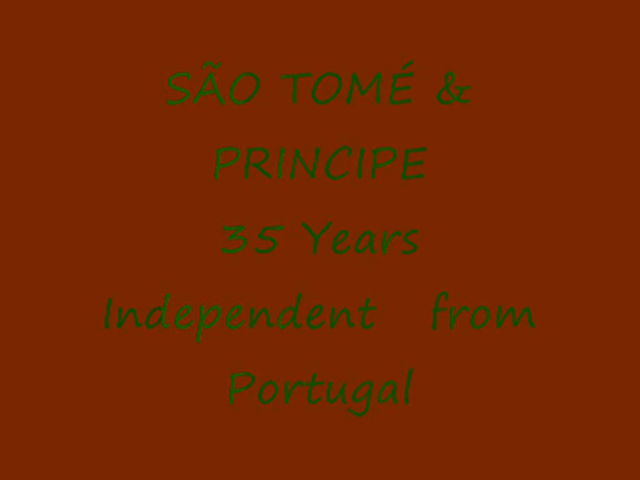 SÃO TOMÉ &
PRINCIPE
35 Years
Independent from
Portugal